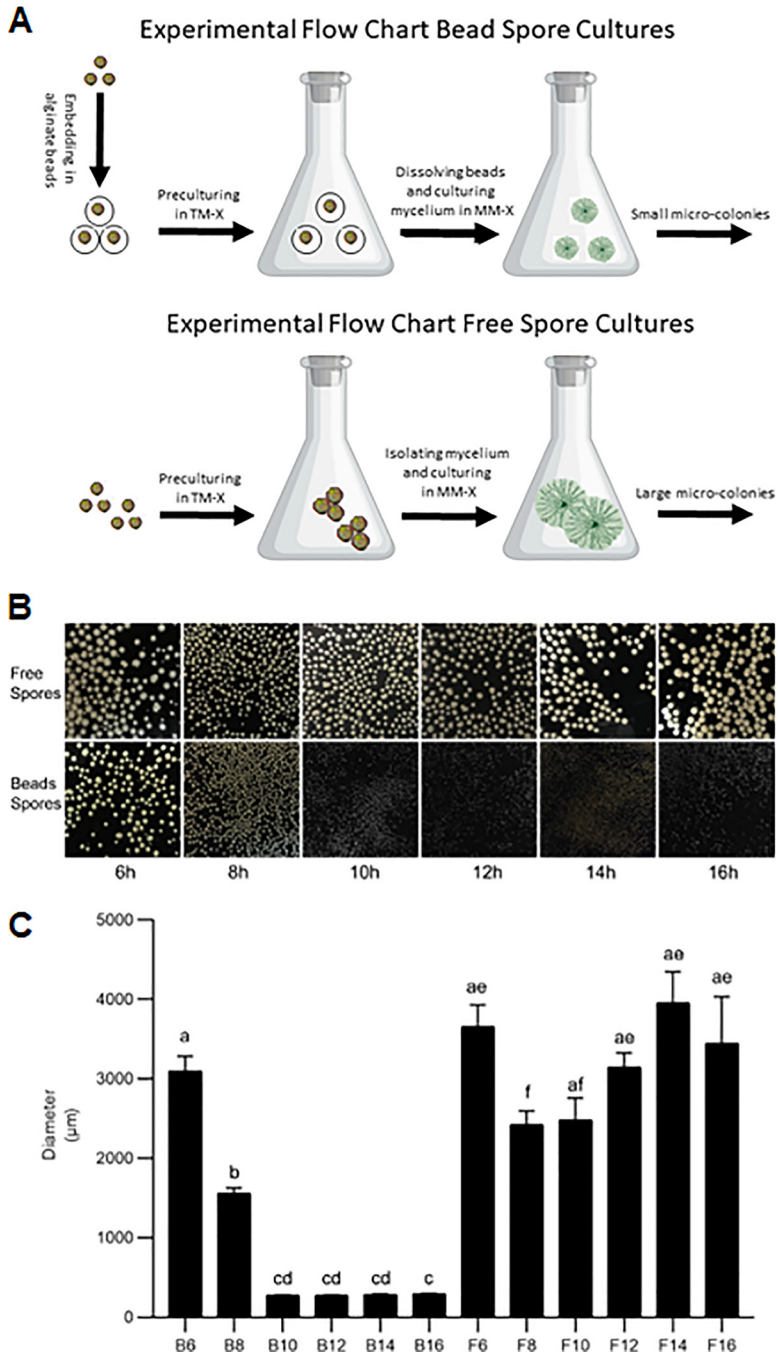 A
Experimental Flow Chart Bead Spore Cultures
Embedding in
alginate beads
Preculturing
in TM-X
Dissolving beads
and culturing
mycelium in MM-X
Small micro-colonies
Experimental Flow Chart Free Spore Cultures
Preculturing
in TM-X
Isolating mycelium
and culturing
in MM-X
Large micro-colonies
B
Free
Spores
Beads
Spores
6h 8h 10h 12h 14h 16h
C
5000
4000
3000
2000
1000
0
Diameter
(µm)
a b cd cd cd c ae f af ae ae ae
B6 B8 B10 B12 B14 B16 F6 F8 F10 F12 F14 F16